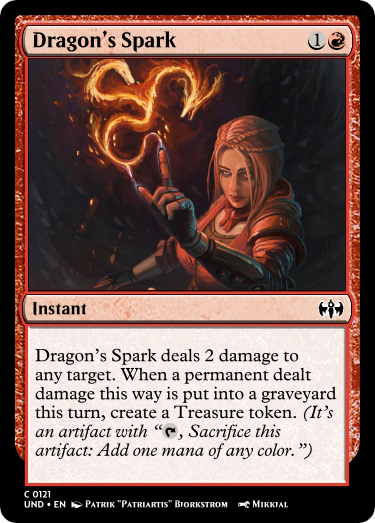 Dragon's Spark 1
Instant
Dragon's Spark deals 2 damage to
any target. When a permanent dealt
damage this way is put into a graveyard
this turn, create a Treasure token. (It's
an artifact with “, Sacrifice this
artifact: Add one mana of any color.”)
C 0121
UND • EN Patrik "Patriartis" Bjorkstrom Mikkial